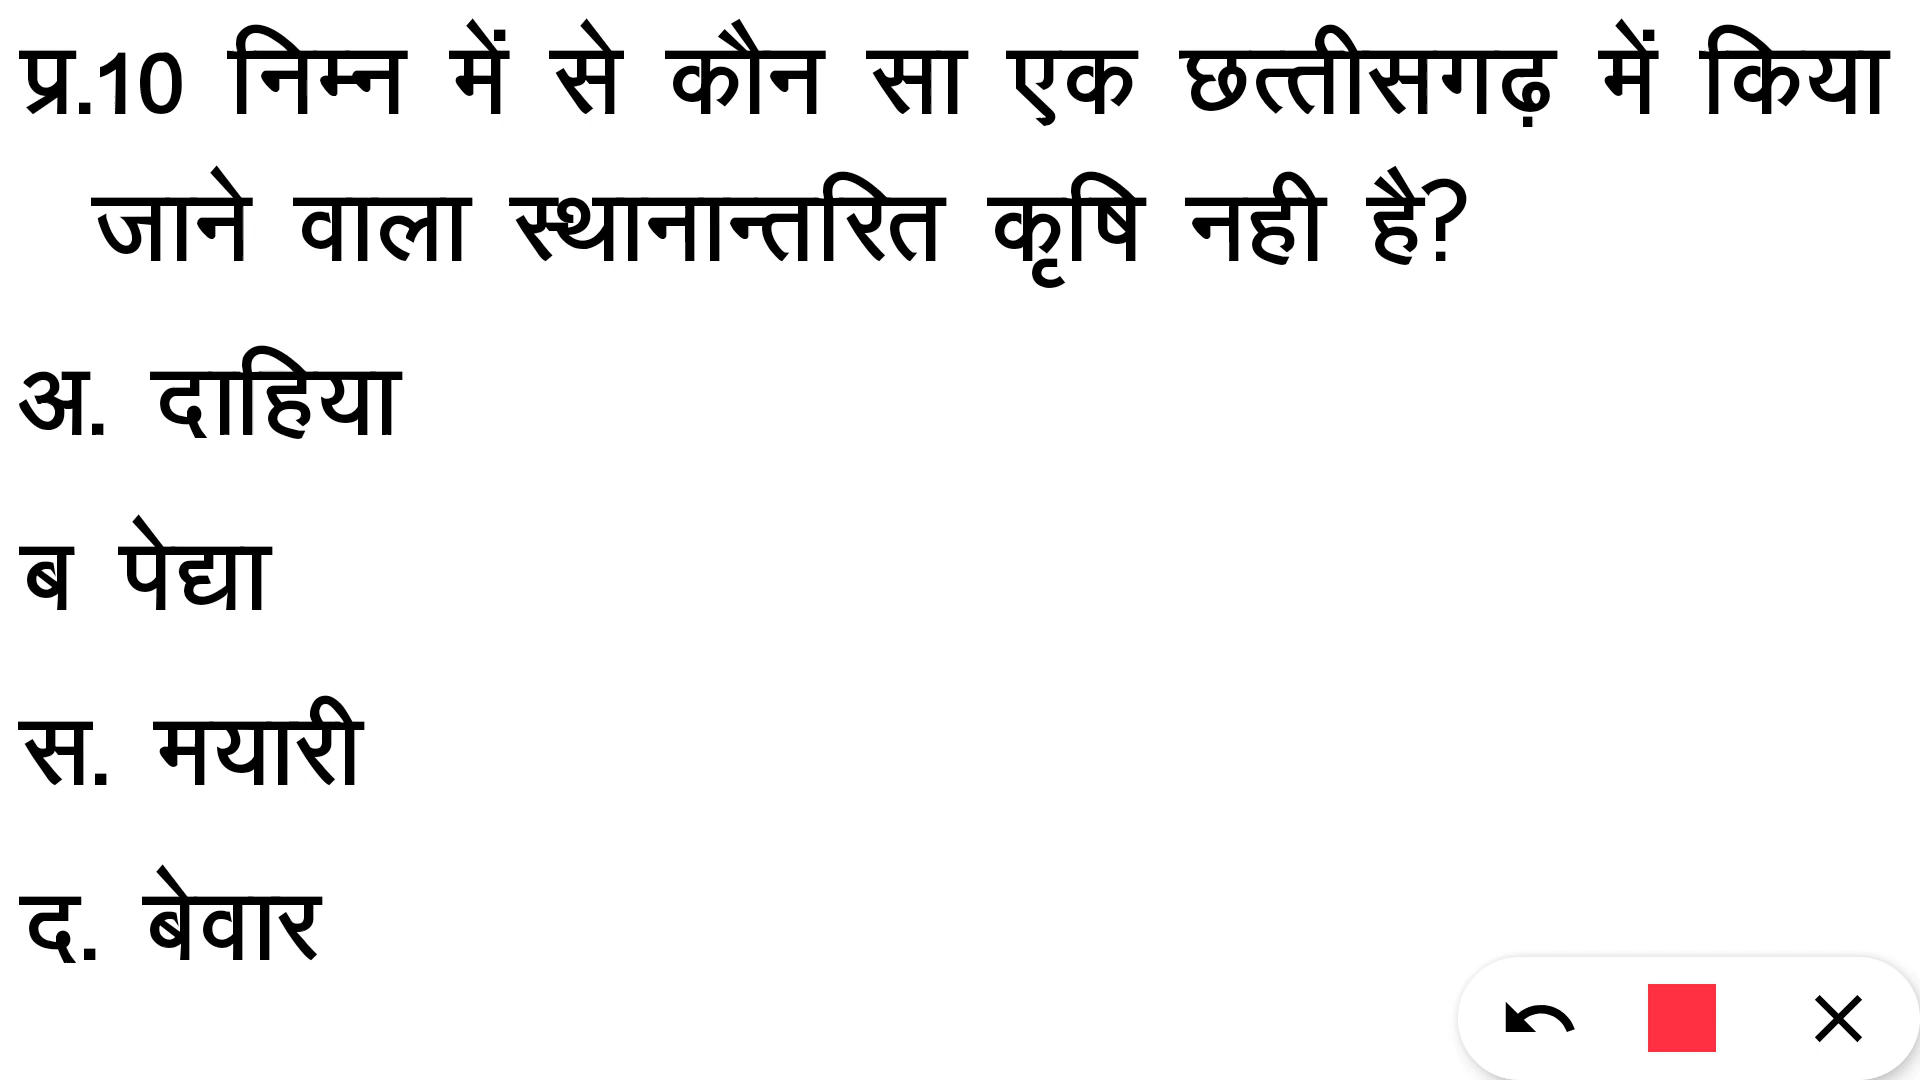 प्र.10 निम्न में से कौन सा एक छत्तीसगढ़ में किया
जाने वाला स्थानान्तरित कृषि नही है?
अ. दाहिया
ब पेद्या
स. मयारी
द. बेवार